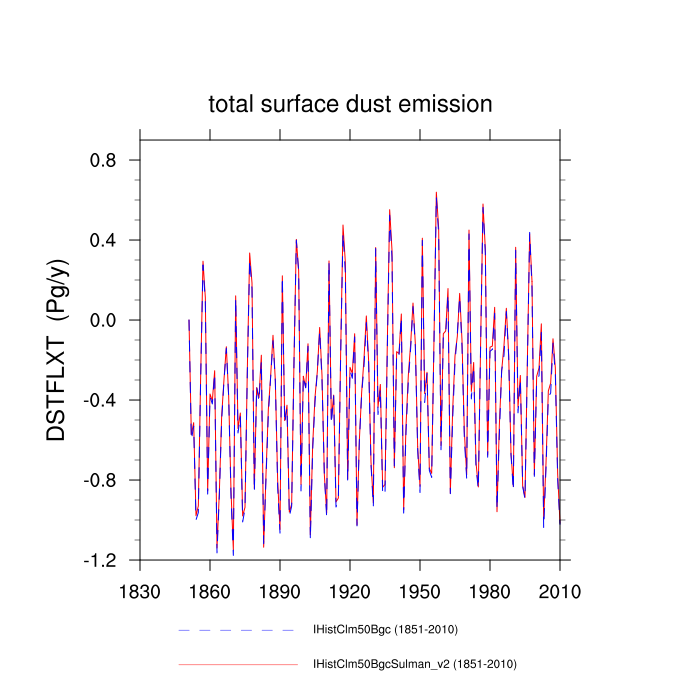 total surface dust emission
DSTFLXT (Pg/y)
0.8
0.4
0.0
-0.4
-0.8
-1.2
1830 1860 1890 1920 1950 1980 2010
IHistClm50Bgc (1851-2010)
IHistClm50BgcSulman_v2 (1851-2010)